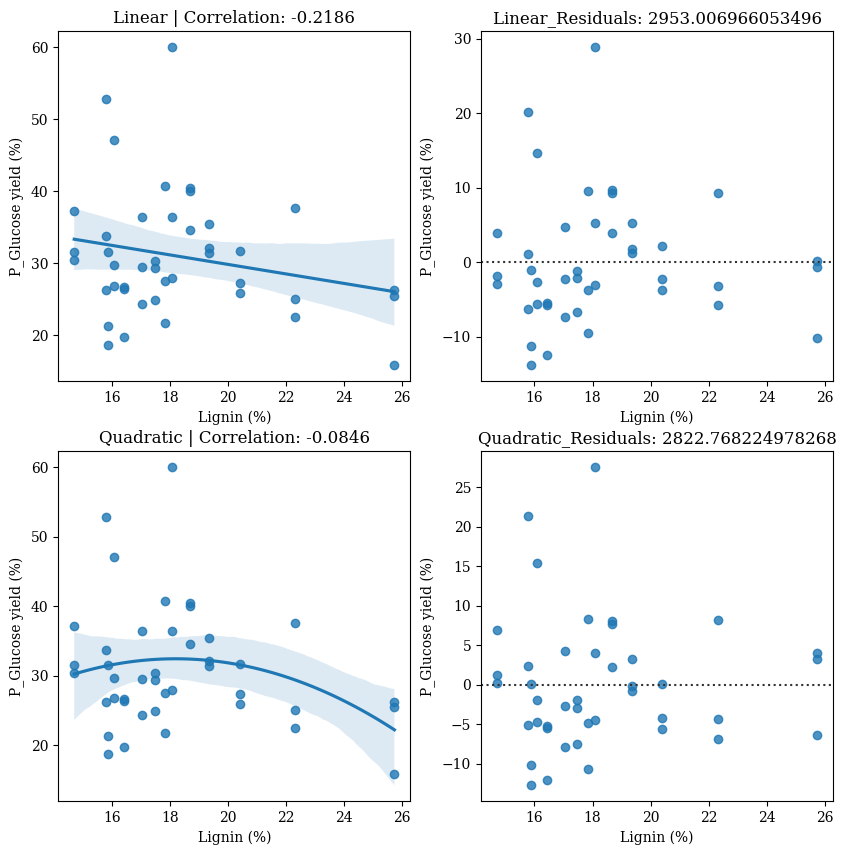 Linear | Correlation: -0.2186
Linear_Residuals: 2953.006966053496
P_Glucose yield (%)
60
50
40
30
20
16 18 20 22 24 26
Lignin (%)
P_Glucose yield (%)
30
20
10
0
−10
16 18 20 22 24 26
Lignin (%)
Quadratic | Correlation: -0.0846
Quadratic_Residuals: 2822.768224978268
P_Glucose yield (%)
60
50
40
30
20
16 18 20 22 24 26
Lignin (%)
P_Glucose yield (%)
25
20
15
10
5
0
−5
−10
16 18 20 22 24 26
Lignin (%)